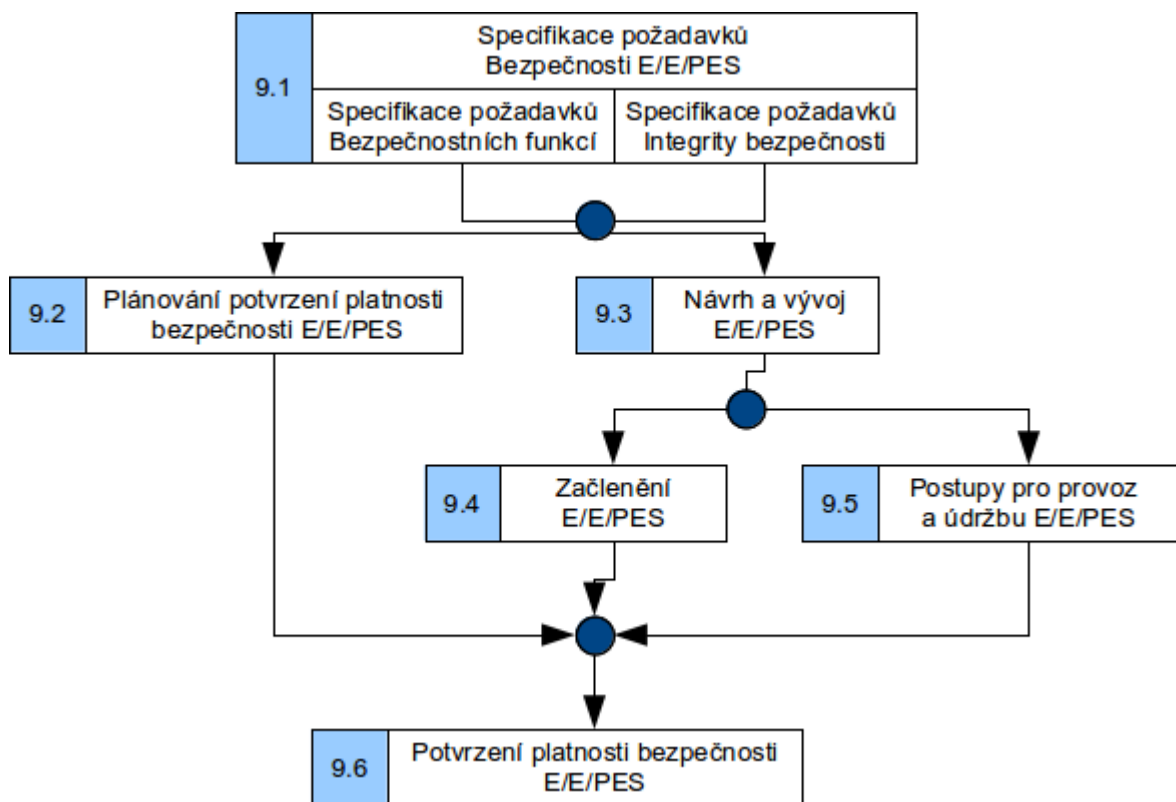 9.1
Specifikace požadavků
Bezpečnosti E/E/PES
Specifikace požadavků
Bezpečnostních funkcí
Specifikace požadavků
Integrity bezpečnosti
9.2
Plánování potvrzení platnosti
bezpečnosti E/E/PES
9.3
Návrh a vývoj
E/E/PES
9.4
Začlenění
E/E/PES
9.5
Postupy pro provoz
a údržbu E/E/PES
9.6
Potvrzení platnosti bezpečnosti
E/E/PES